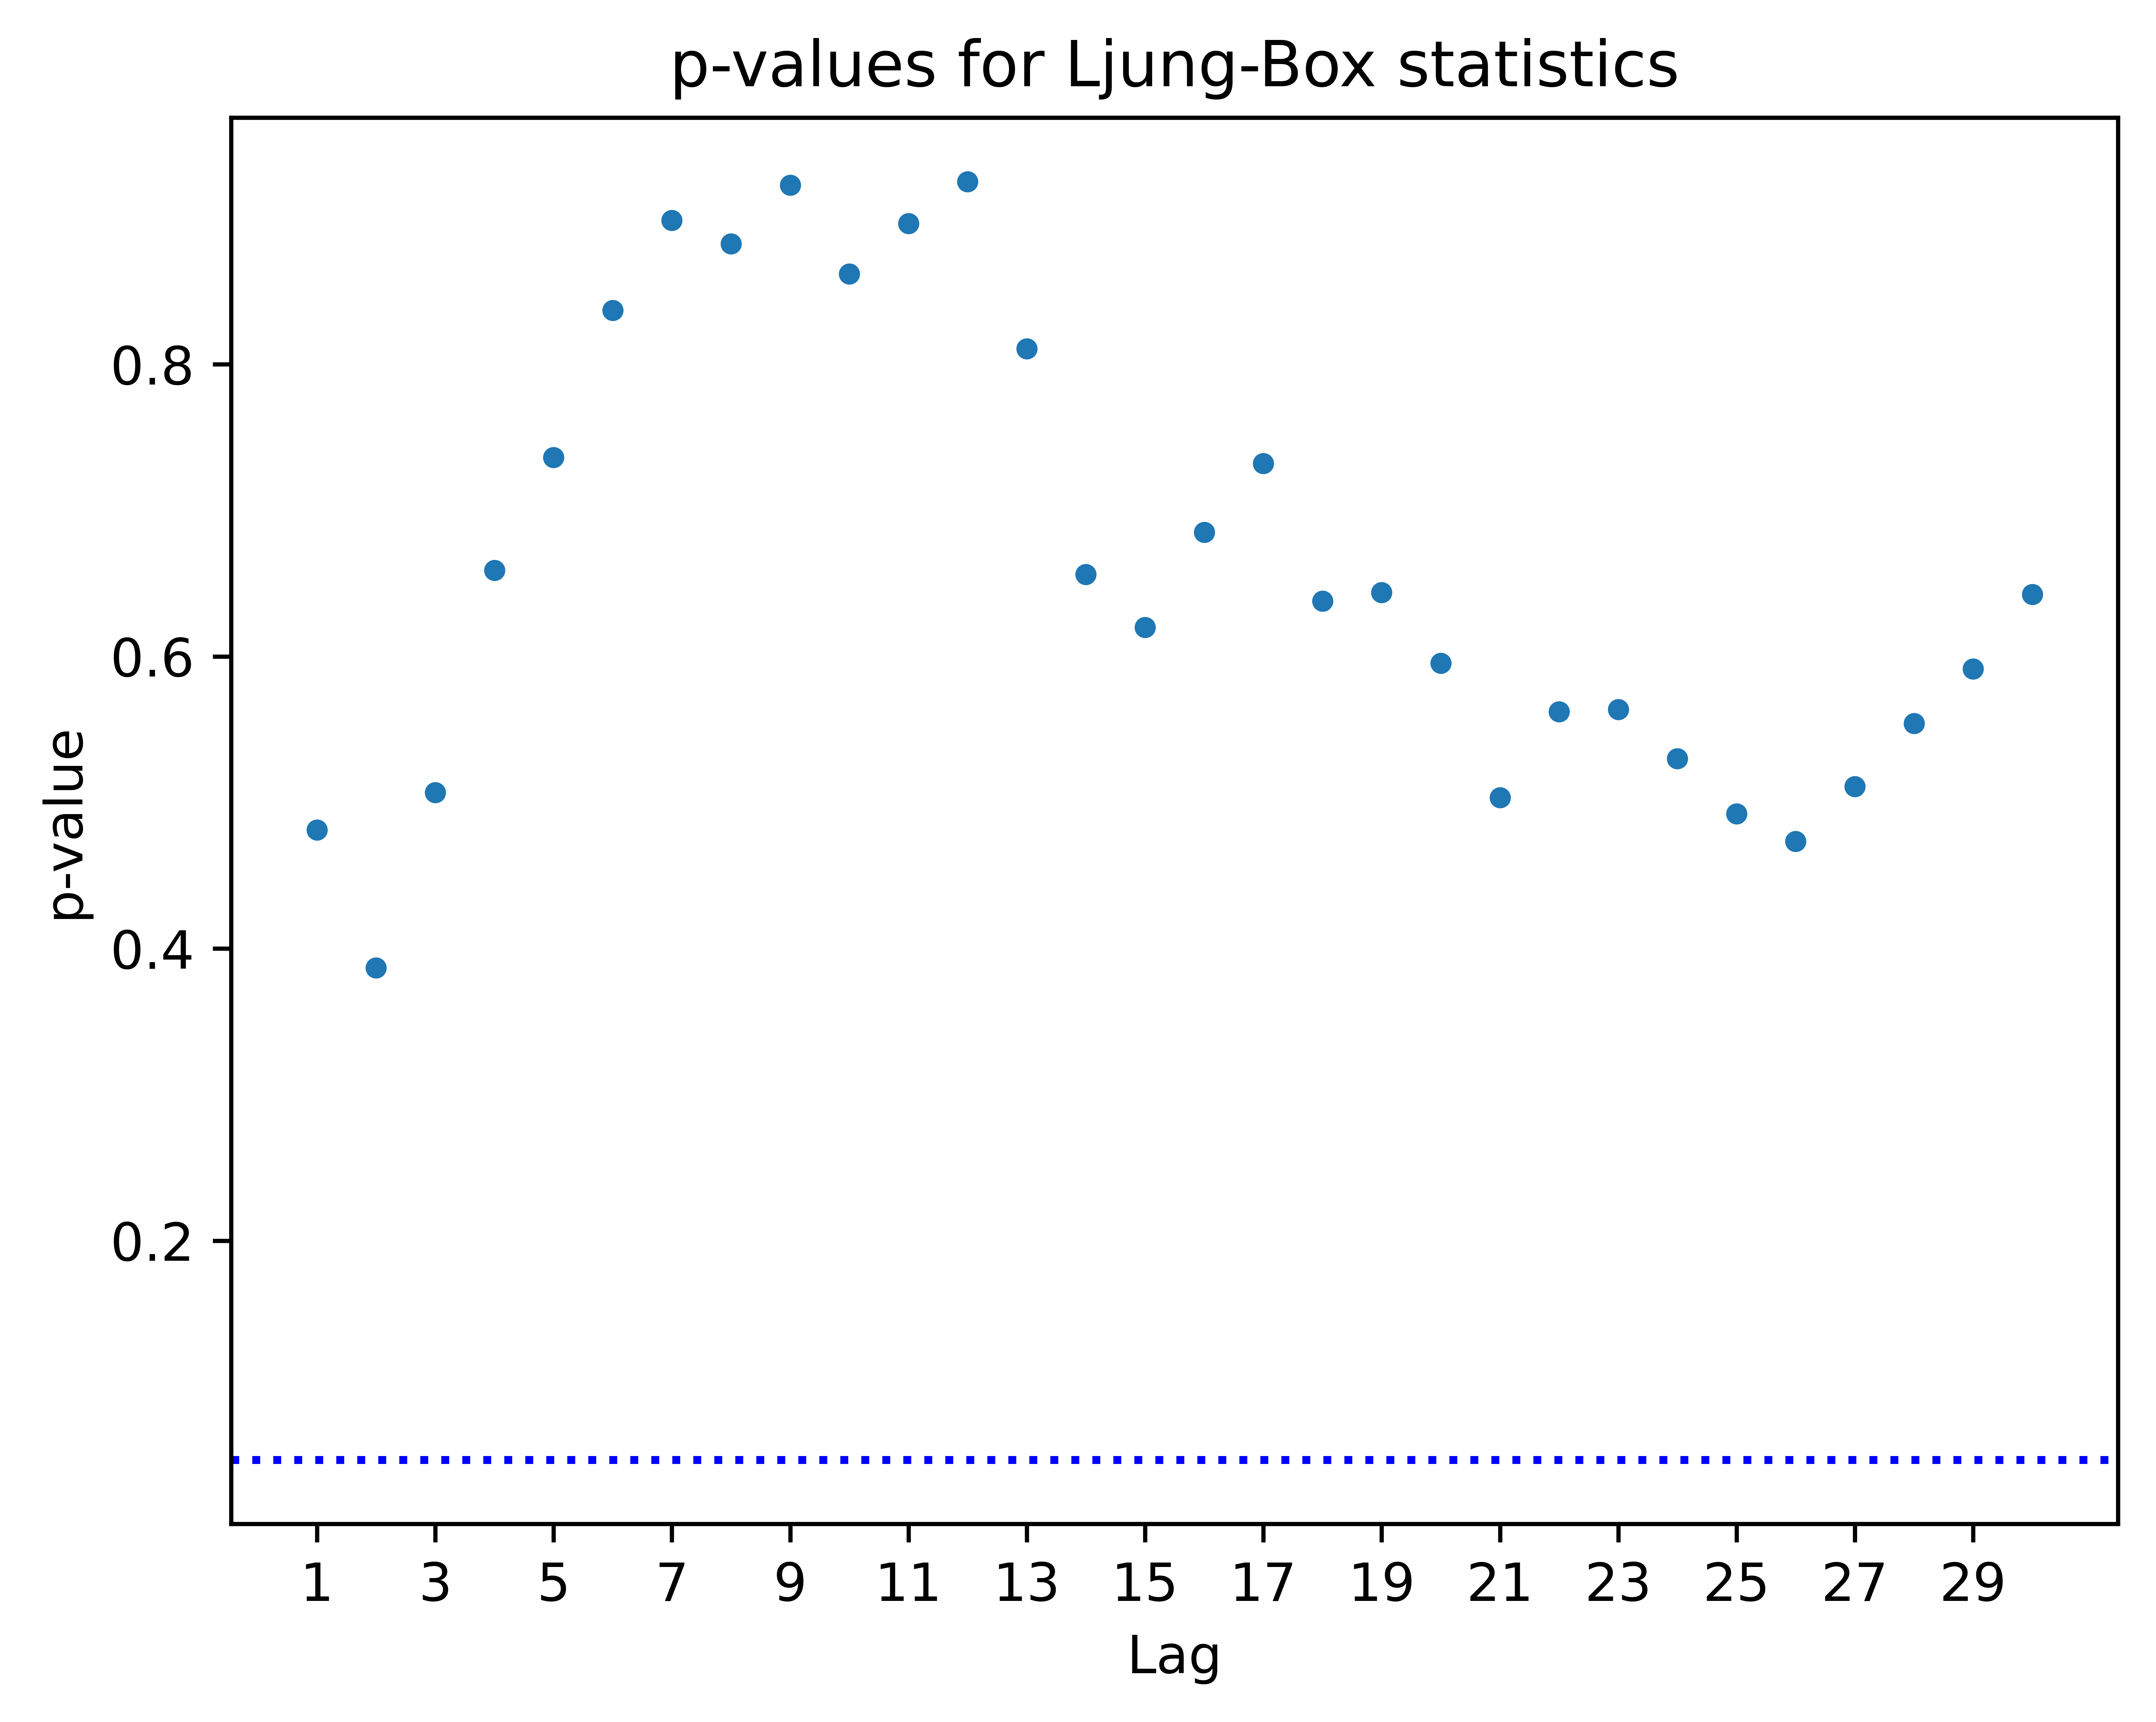 p-values for Ljung-Box statistics
p-value
0.8
0.6
0.4
0.2
1 3 5 7 9 11 13 15 17 19 21 23 25 27 29
Lag